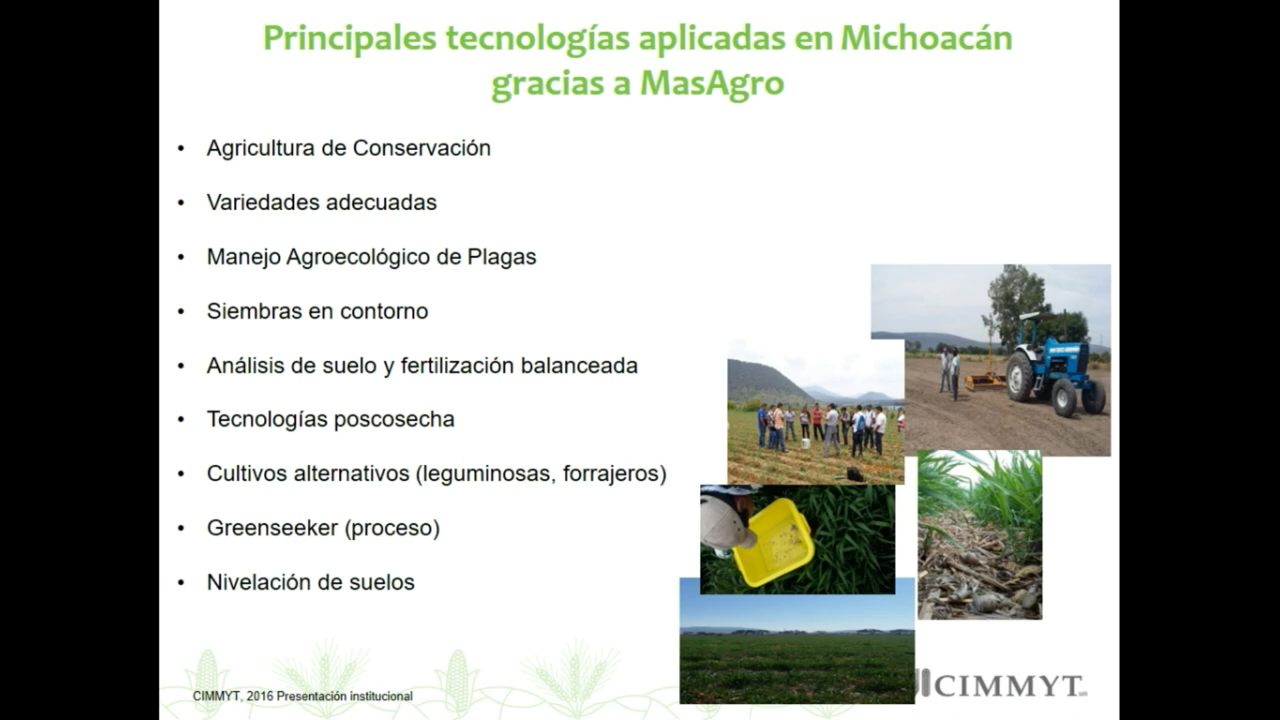 Principales tecnologías aplicadas en Michoacán
gracias a MasAgro
• Agricultura de Conservación
• Variedades adecuadas
• Manejo Agroecológico de Plagas
• Siembras en contorno
• Análisis de suelo y fertilización balanceada
• Tecnologías poscosecha
• Cultivos alternativos (leguminosas, forrajeros)
• Greenseeker (proceso)
• Nivelación de suelos
CIMMYT, 2016 Presentación institucional
CIMMYT